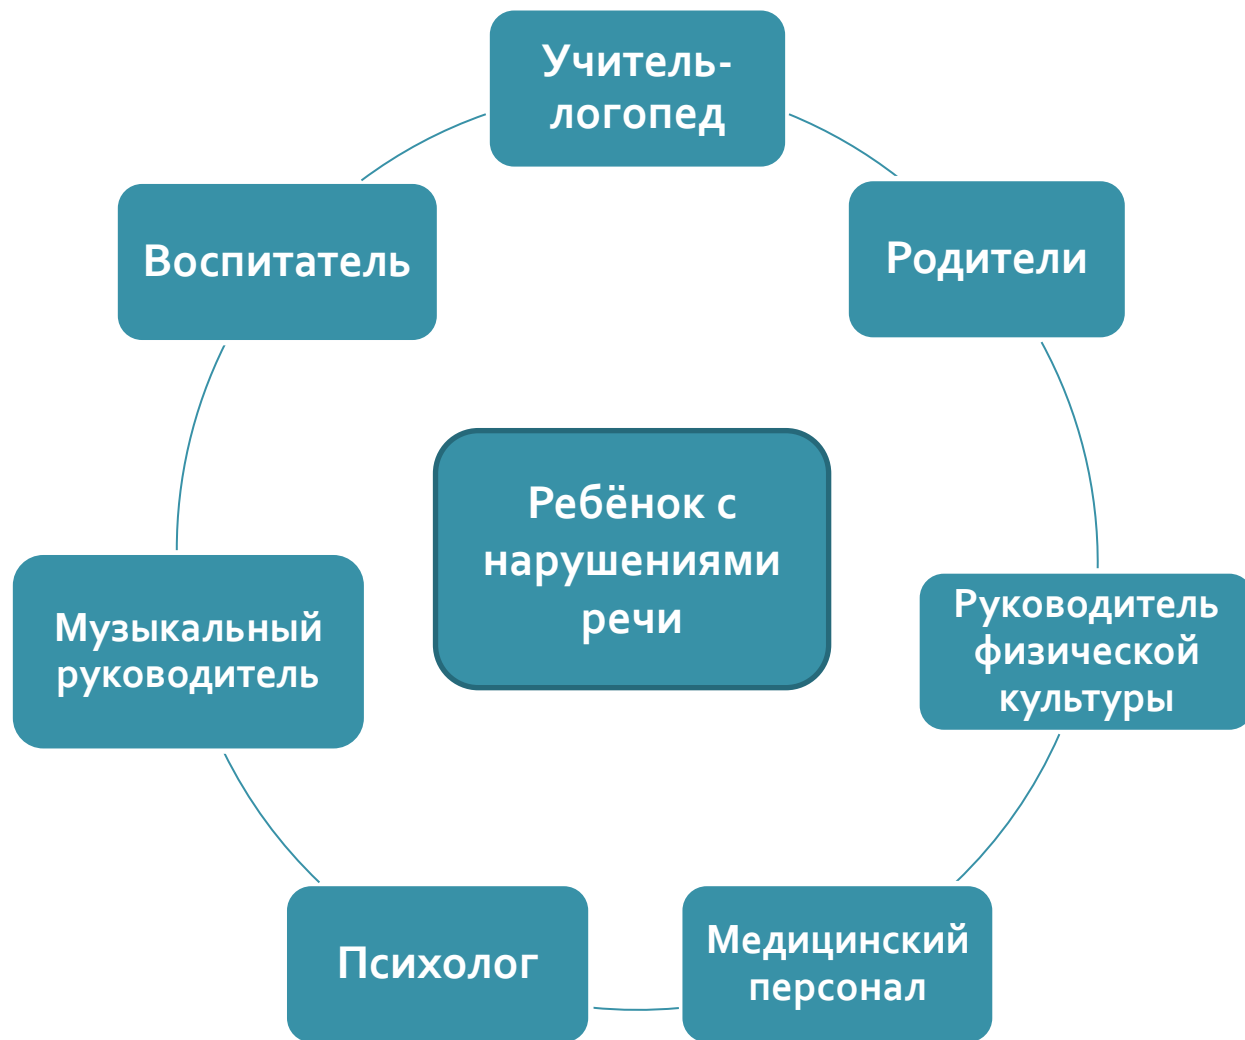 Учитель-
логопед
Воспитатель
Родители
Ребёнок с
нарушениями
речи
Музыкальный
руководитель
Руководитель
физической
культуры
Психолог
Медицинский
персонал